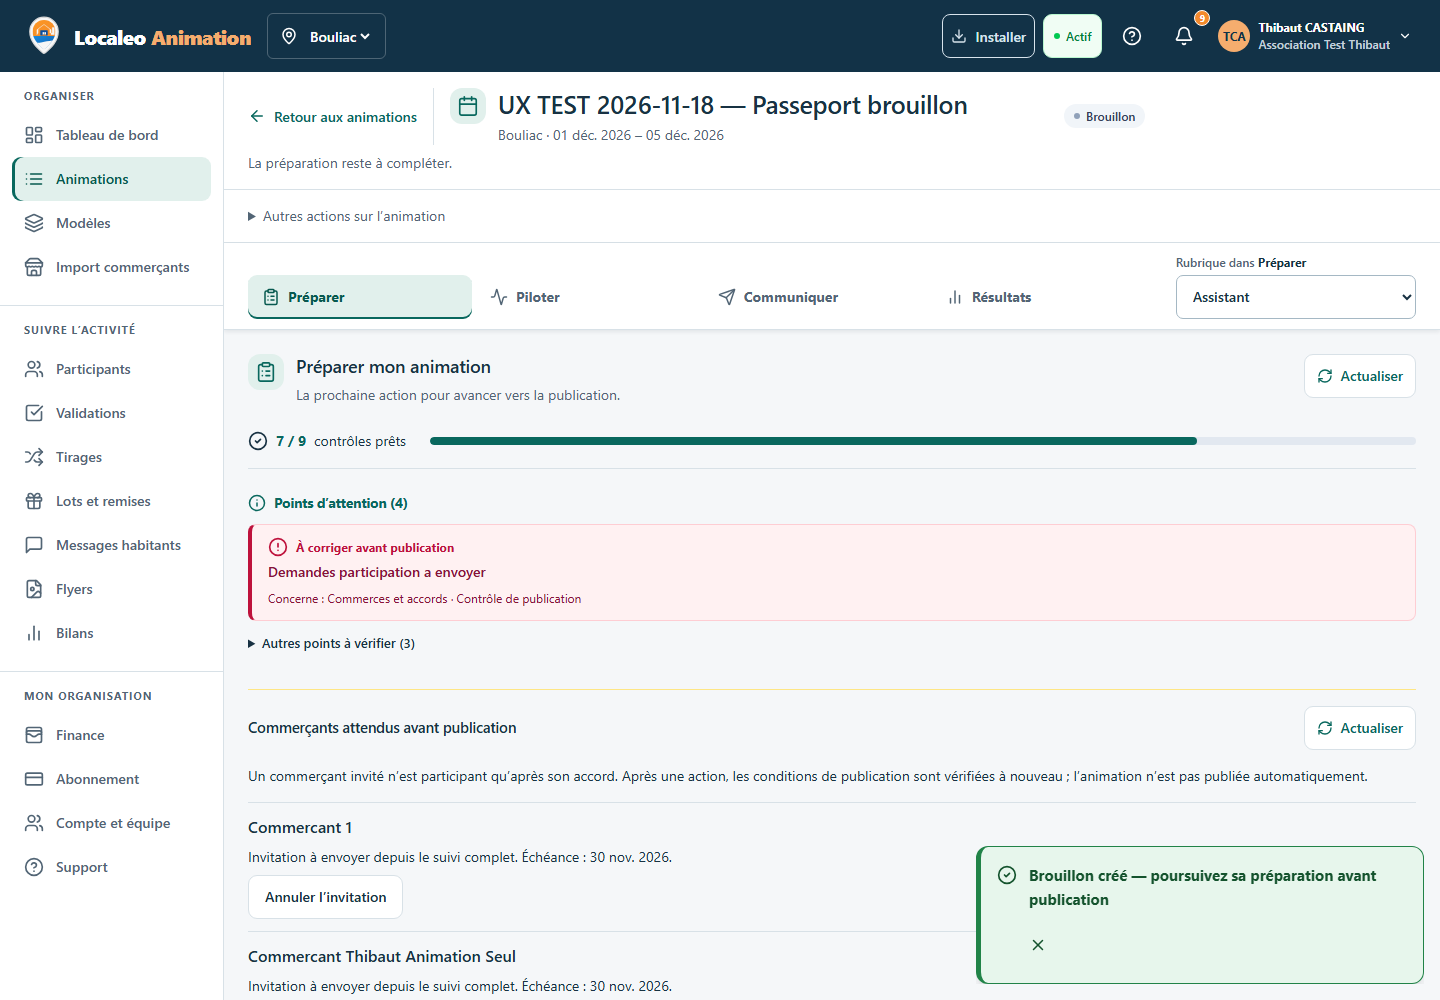 Localeo Animation
Bouliac
Installer
Actif
9
TCA
Thibaut CASTAING
Association Test Thibaut
ORGANISER
Tableau de bord
Animations
Modèles
Import commerçants
SUIVRE L'ACTIVITÉ
Participants
Validations
Tirages
Lots et remises
Messages habitants
Flyers
Bilans
MON ORGANISATION
Finance
Abonnement
Compte et équipe
Support
Retour aux animations
UX TEST 2026-11-18 — Passeport brouillon
Bouliac · 01 déc. 2026 – 05 déc. 2026
Brouillon
La préparation reste à compléter.
Autres actions sur l'animation
Préparer
Piloter
Communiquer
Résultats
Rubrique dans Préparer
Assistant
Préparer mon animation
La prochaine action pour avancer vers la publication.
Actualiser
7 / 9 contrôles prêts
Points d'attention (4)
À corriger avant publication
Demandes participation a envoyer
Concerne : Commerces et accords · Contrôle de publication
Autres points à vérifier (3)
Commerçants attendus avant publication
Actualiser
Un commerçant invité n'est participant qu'après son accord. Après une action, les conditions de publication sont vérifiées à nouveau ; l'animation n'est pas publiée automatiquement.
Commercant 1
Invitation à envoyer depuis le suivi complet. Échéance : 30 nov. 2026.
Annuler l'invitation
Commercant Thibaut Animation Seul
Invitation à envoyer depuis le suivi complet. Échéance : 30 nov. 2026.
Brouillon créé — poursuivez sa préparation avant
publication